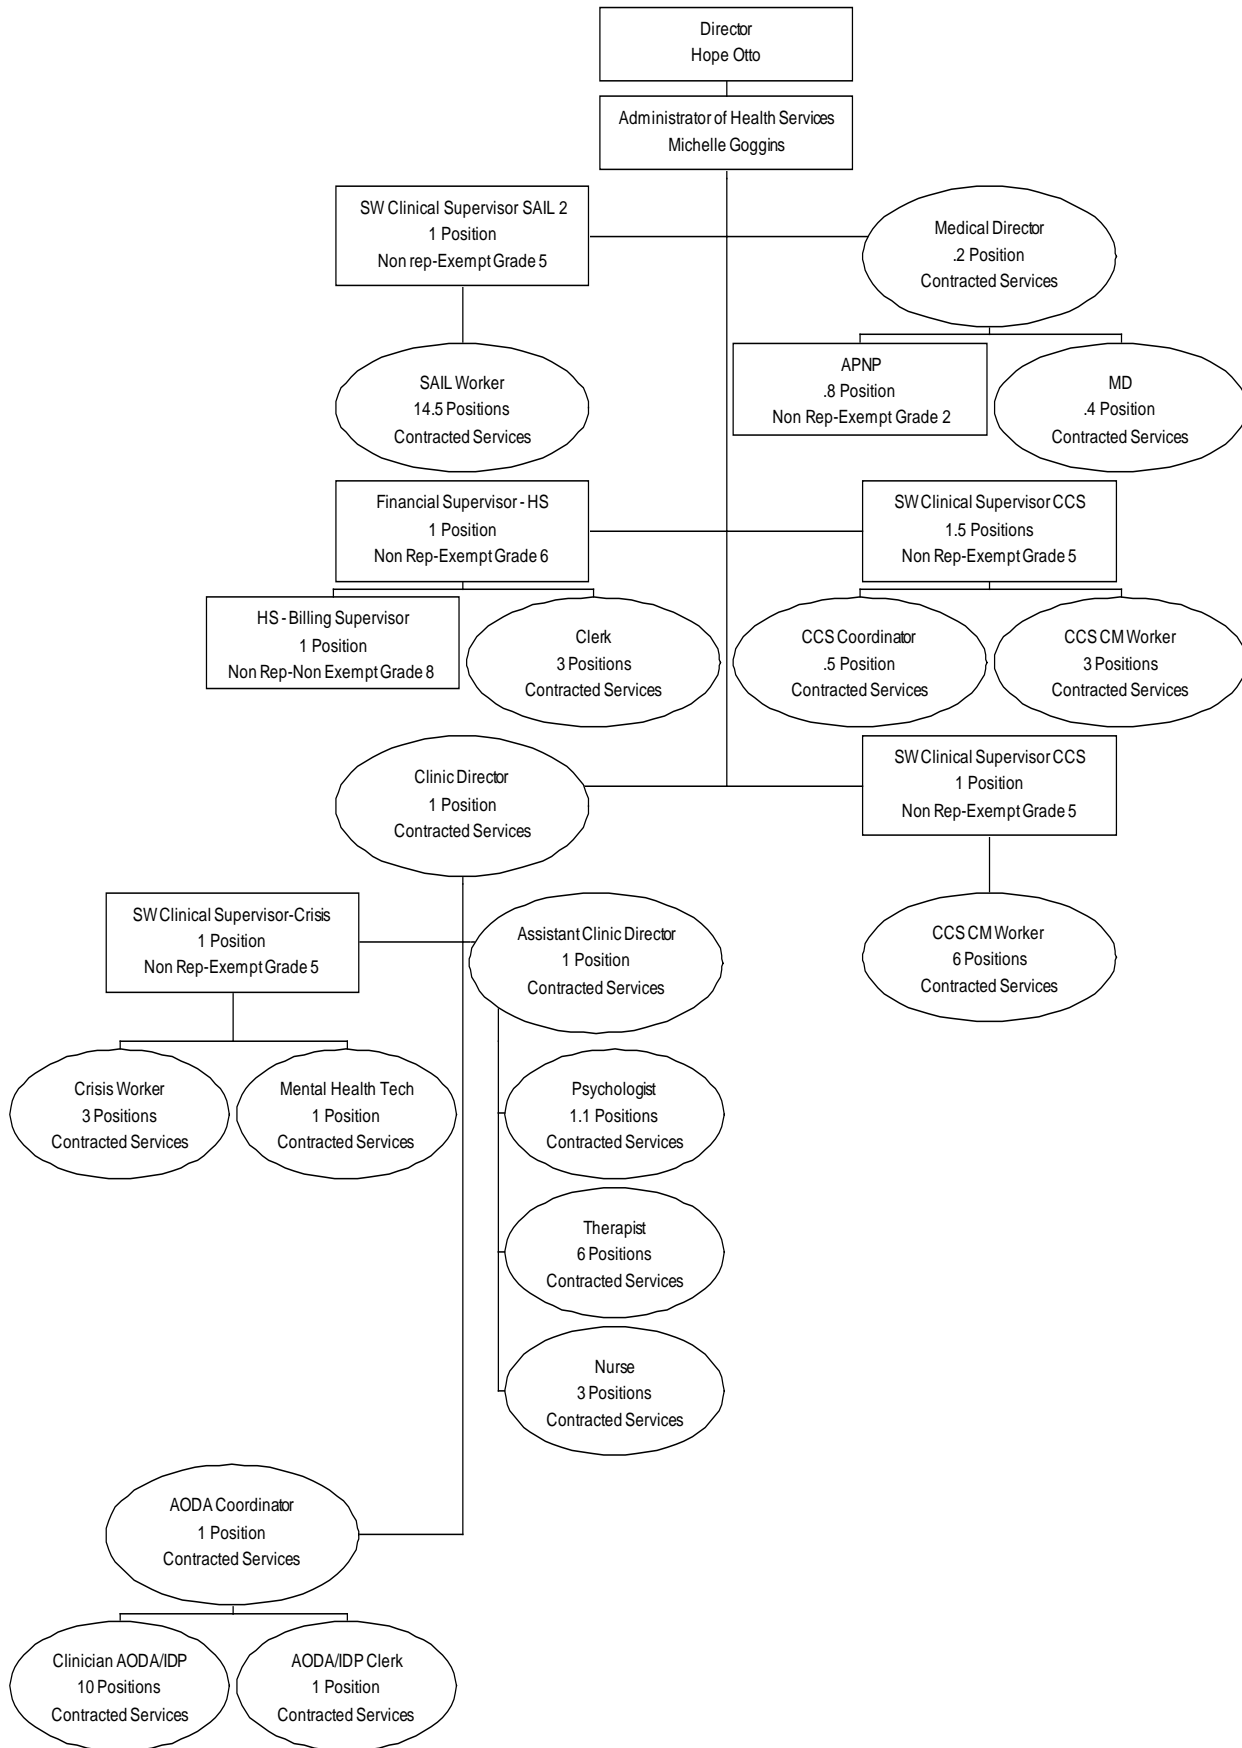 Director
Hope Otto
Administrator of Health Services
Michelle Goggins
SW Clinical Supervisor SAIL 2
1 Position
Non rep-Exempt Grade 5
Medical Director
.2 Position
Contracted Services
SAIL Worker
14.5 Positions
Contracted Services
APNP
.8 Position
Non Rep-Exempt Grade 2
MD
.4 Position
Contracted Services
Financial Supervisor - HS
1 Position
Non Rep-Exempt Grade 6
SW Clinical Supervisor CCS
1.5 Positions
Non Rep-Exempt Grade 5
HS - Billing Supervisor
1 Position
Non Rep-Non Exempt Grade 8
Clerk
3 Positions
Contracted Services
CCS Coordinator
.5 Position
Contracted Services
CCS CM Worker
3 Positions
Contracted Services
Clinic Director
1 Position
Contracted Services
SW Clinical Supervisor CCS
1 Position
Non Rep-Exempt Grade 5
SW Clinical Supervisor-Crisis
1 Position
Non Rep-Exempt Grade 5
Assistant Clinic Director
1 Position
Contracted Services
CCS CM Worker
6 Positions
Contracted Services
Crisis Worker
3 Positions
Contracted Services
Mental Health Tech
1 Position
Contracted Services
Psychologist
1.1 Positions
Contracted Services
Therapist
6 Positions
Contracted Services
Nurse
3 Positions
Contracted Services
AODA Coordinator
1 Position
Contracted Services
Clinician AODA/IDP
10 Positions
Contracted Services
AODA/IDP Clerk
1 Position
Contracted Services